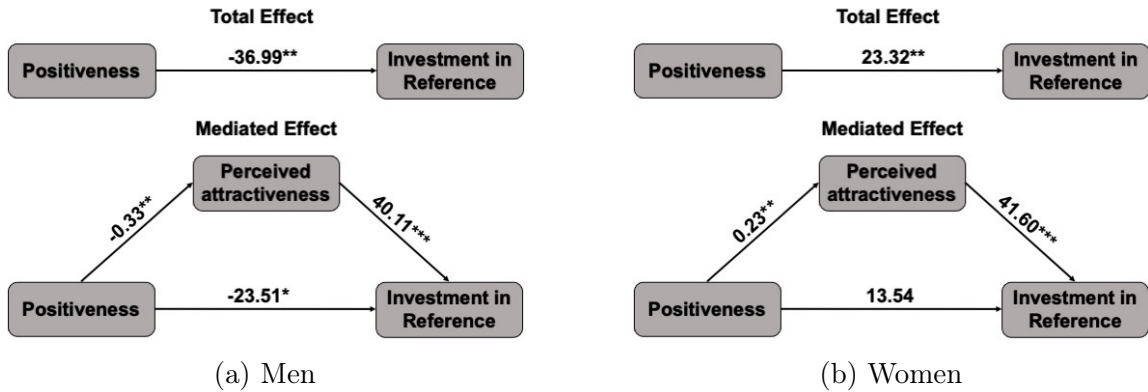 Total Effect
Positiveness
-36.99**
Investment in
Reference
Mediated Effect
Perceived
attractiveness
-0.33**
40.11***
Positiveness
-23.51*
Investment in
Reference
(a) Men
Total Effect
Positiveness
23.32**
Investment in
Reference
Mediated Effect
Perceived
attractiveness
0.23**
41.60***
Positiveness
13.54
Investment in
Reference
(b) Women